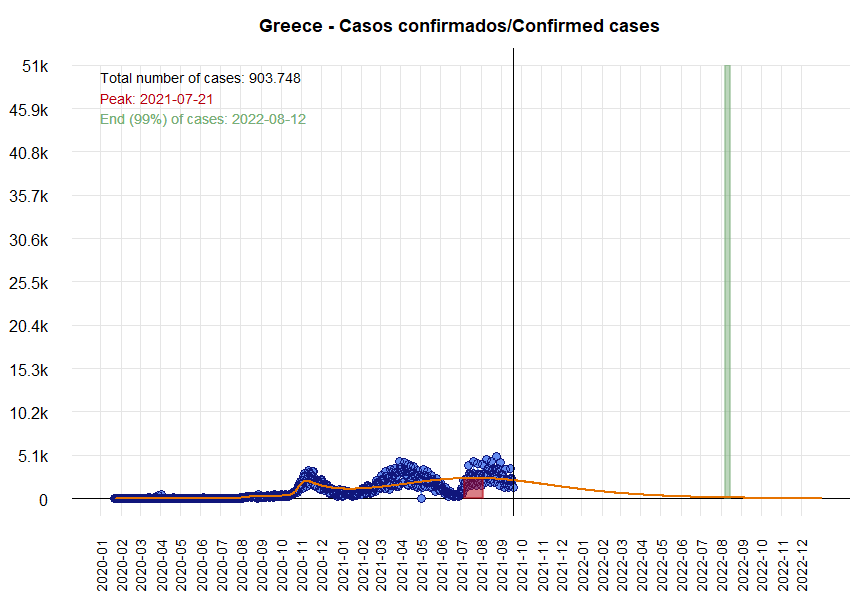 Greece - Casos confirmados/Confirmed cases
51k
Total number of cases: 903.748
Peak: 2021-07-21
45.9k
End (99%) of cases: 2022-08-12
40.8k
35.7k
30.6k
25.5k
20.4k
15.3k
10.2k
5.1k
0
2020-01
2020-02
2020-03
2020-04
2020-05
2020-06
2020-07
2020-08
2020-09
2020-10
2020-11
2020-12
2021-01
2021-02
2021-03
2021-04
2021-05
2021-06
2021-07
2021-08
2021-09
2021-10
2021-11
2021-12
2022-01
2022-02
2022-03
2022-04
2022-05
2022-06
2022-07
2022-08
2022-09
2022-10
2022-11
2022-12